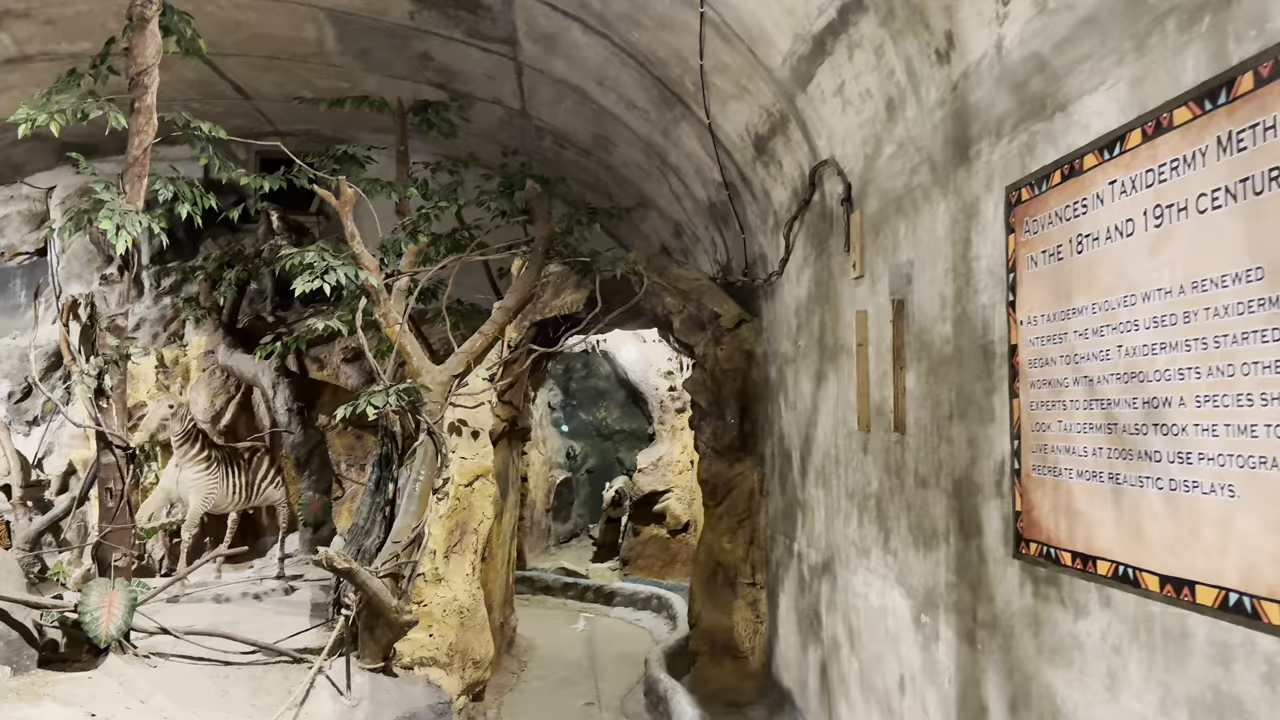 ADVANCES IN TAXIDERMY METH
IN THE 18TH AND 19TH CENTUR
• AS TAXIDERMY EVOLVED WITH A RENEWED
INTEREST, THE METHODS USED BY TAXIDERM
BEGAN TO CHANGE. TAXIDERMISTS STARTED
WORKING WITH ANTROPOLOGISTS AND OTHE
EXPERTS TO DETERMINE HOW A SPECIES SH
LOOK. TAXIDERMIST ALSO TOOK THE TIME TO
LIVE ANIMALS AT ZOOS AND USE PHOTOGRA
RECREATE MORE REALISTIC DISPLAYS.